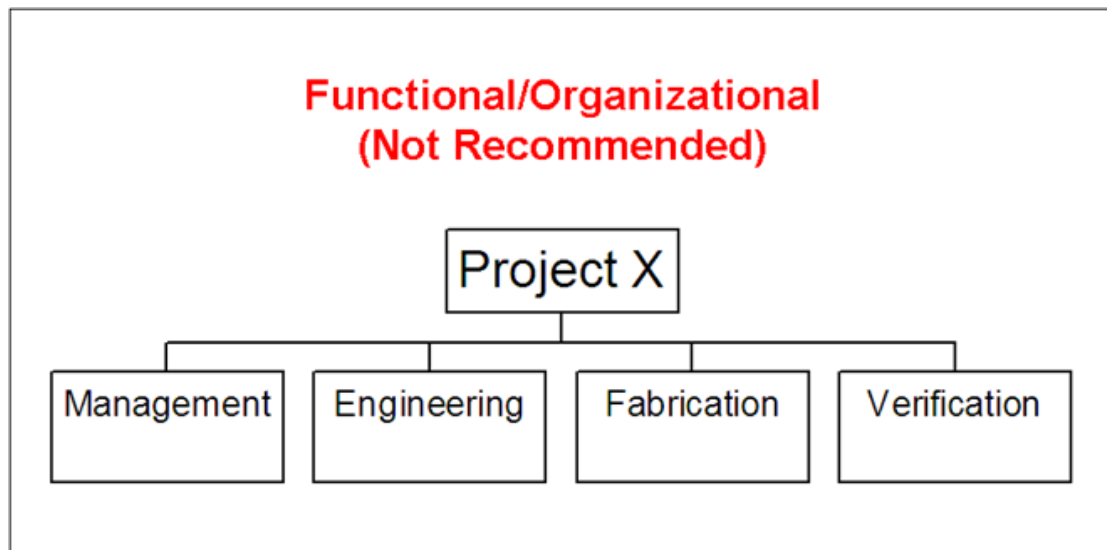 Functional/Organizational
(Not Recommended)
Project X
Management
Engineering
Fabrication
Verification